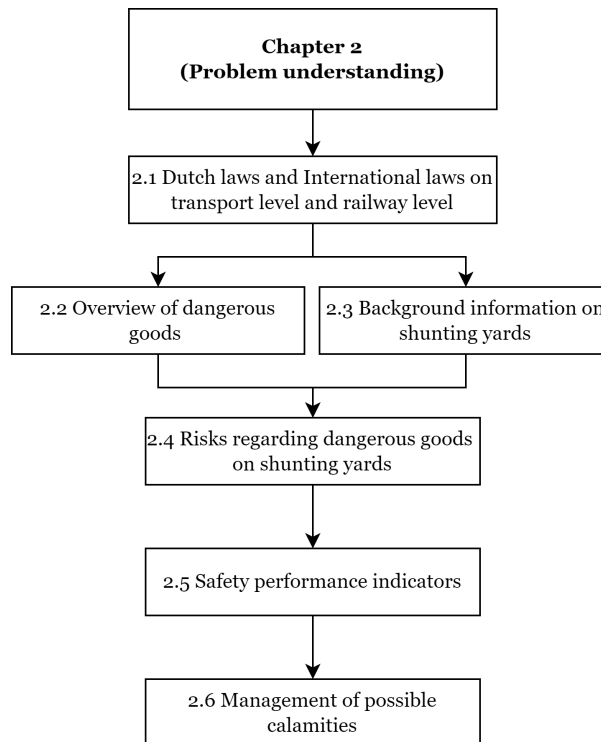 Chapter 2
(Problem understanding)
2.1 Dutch laws and International laws on
transport level and railway level
2.2 Overview of dangerous
goods
2.3 Background information on
shunting yards
2.4 Risks regarding dangerous goods
on shunting yards
2.5 Safety performance indicators
2.6 Management of possible
calamities